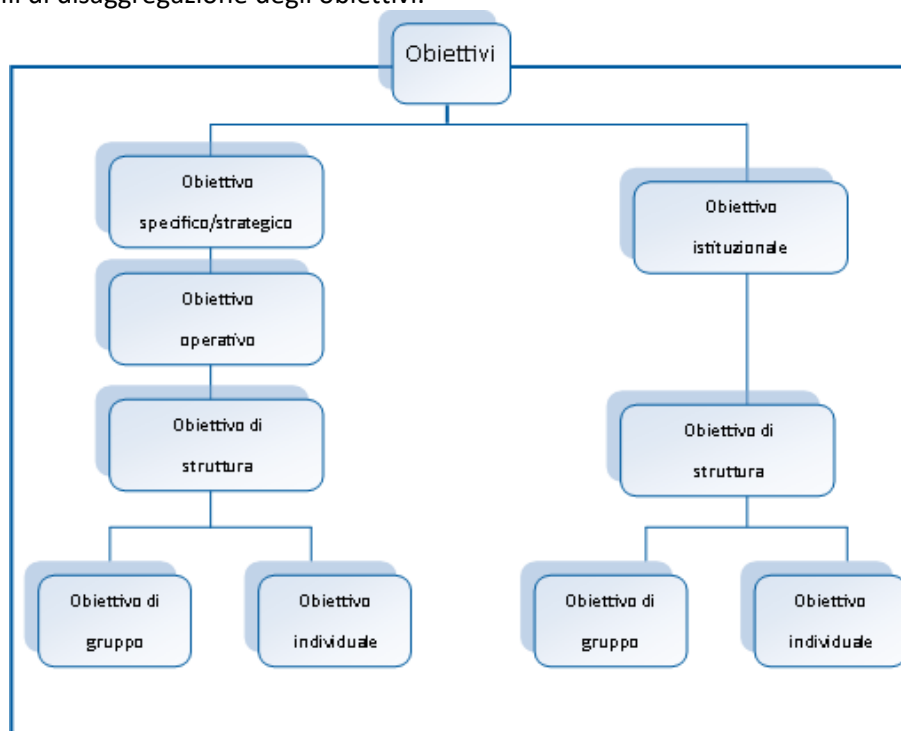 di disaggregazione degli obiettivi.
Obiettivi
Obiettivo
specifico/strategico
Obiettivo
istituzionale
Obiettivo
operativo
Obiettivo di
struttura
Obiettivo di
struttura
Obiettivo di
gruppo
Obiettivo
individuale
Obiettivo di
gruppo
Obiettivo
individuale